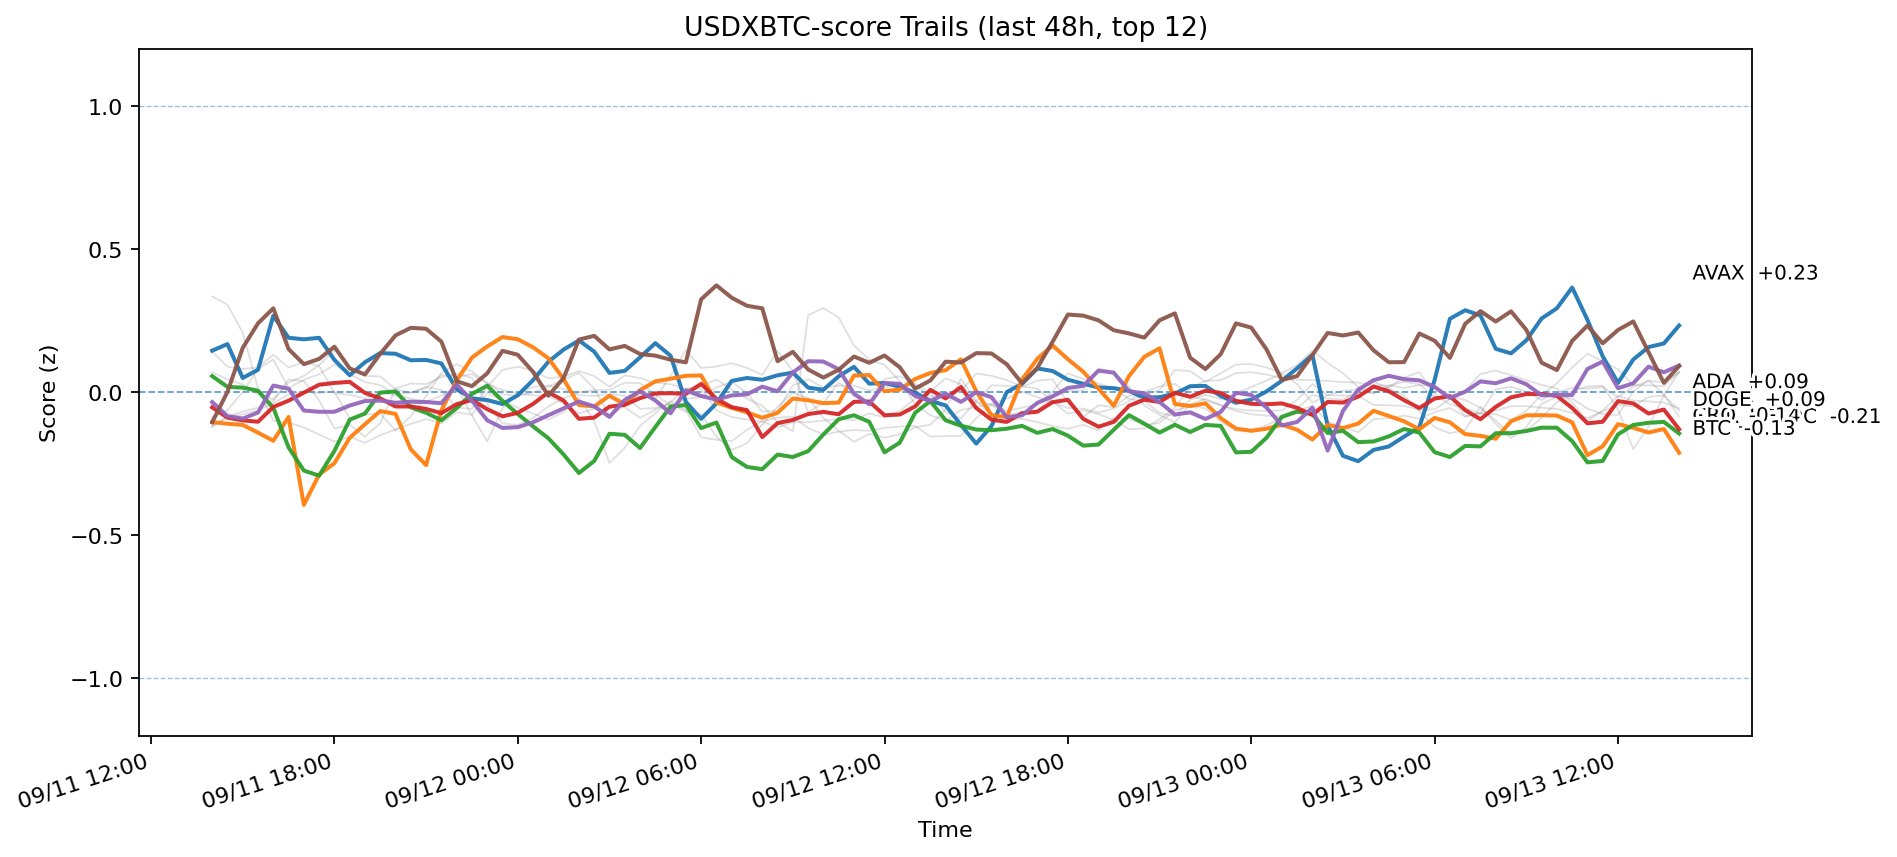 USDXBTC-score Trails (last 48h, top 12)
Score (z)
1.0
0.5
0.0
−0.5
−1.0
AVAX +0.23
ADA +0.09
DOGE +0.09
-0.21
BTC -0.13
09/11 12:00
09/11 18:00
09/12 00:00
09/12 06:00
09/12 12:00
09/12 18:00
09/13 00:00
09/13 06:00
09/13 12:00
Time